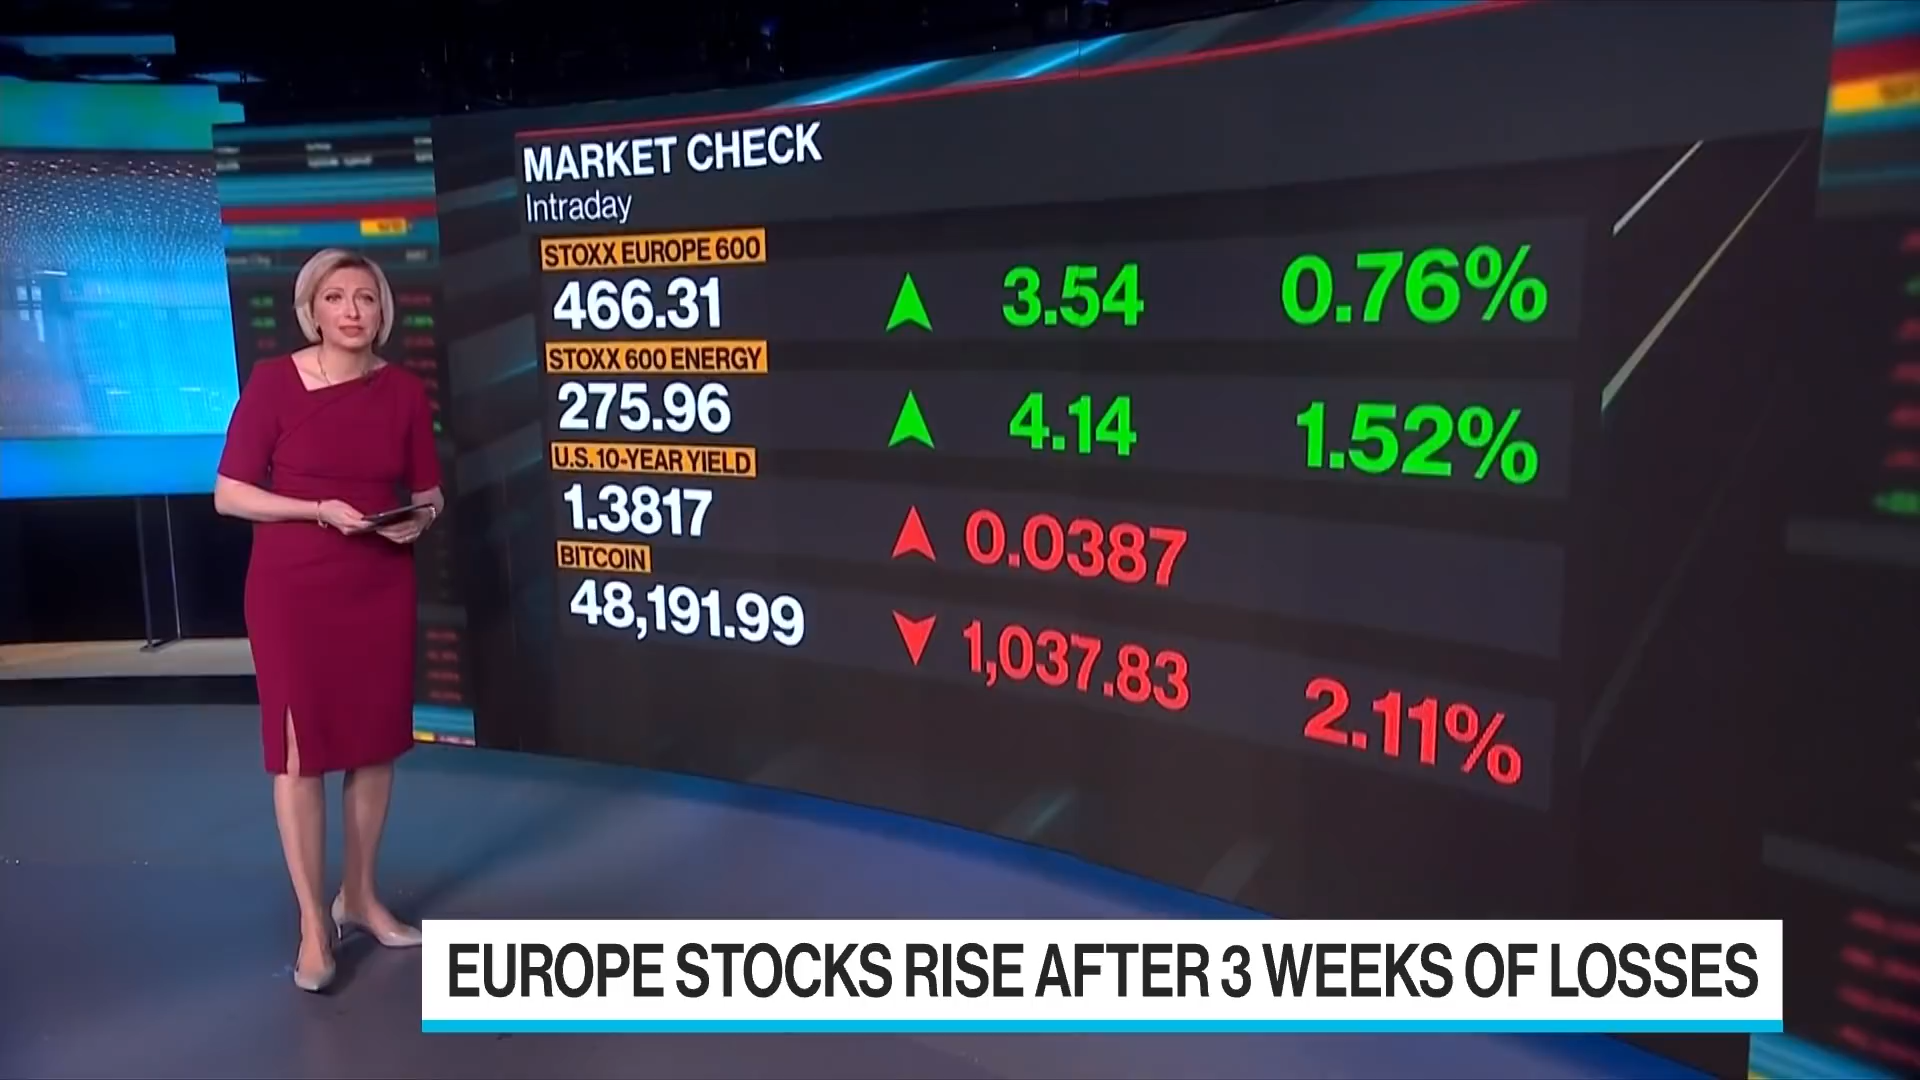 MARKET CHECK
Intraday
STOXX EUROPE 600
466.31 3.54 0.76%
STOXX 600 ENERGY
275.96 4.14 1.52%
U.S. 10-YEAR YIELD
1.3817 0.0387
BITCOIN
48,191.99 1,037.83 2.11%
EUROPE STOCKS RISE AFTER 3 WEEKS OF LOSSES